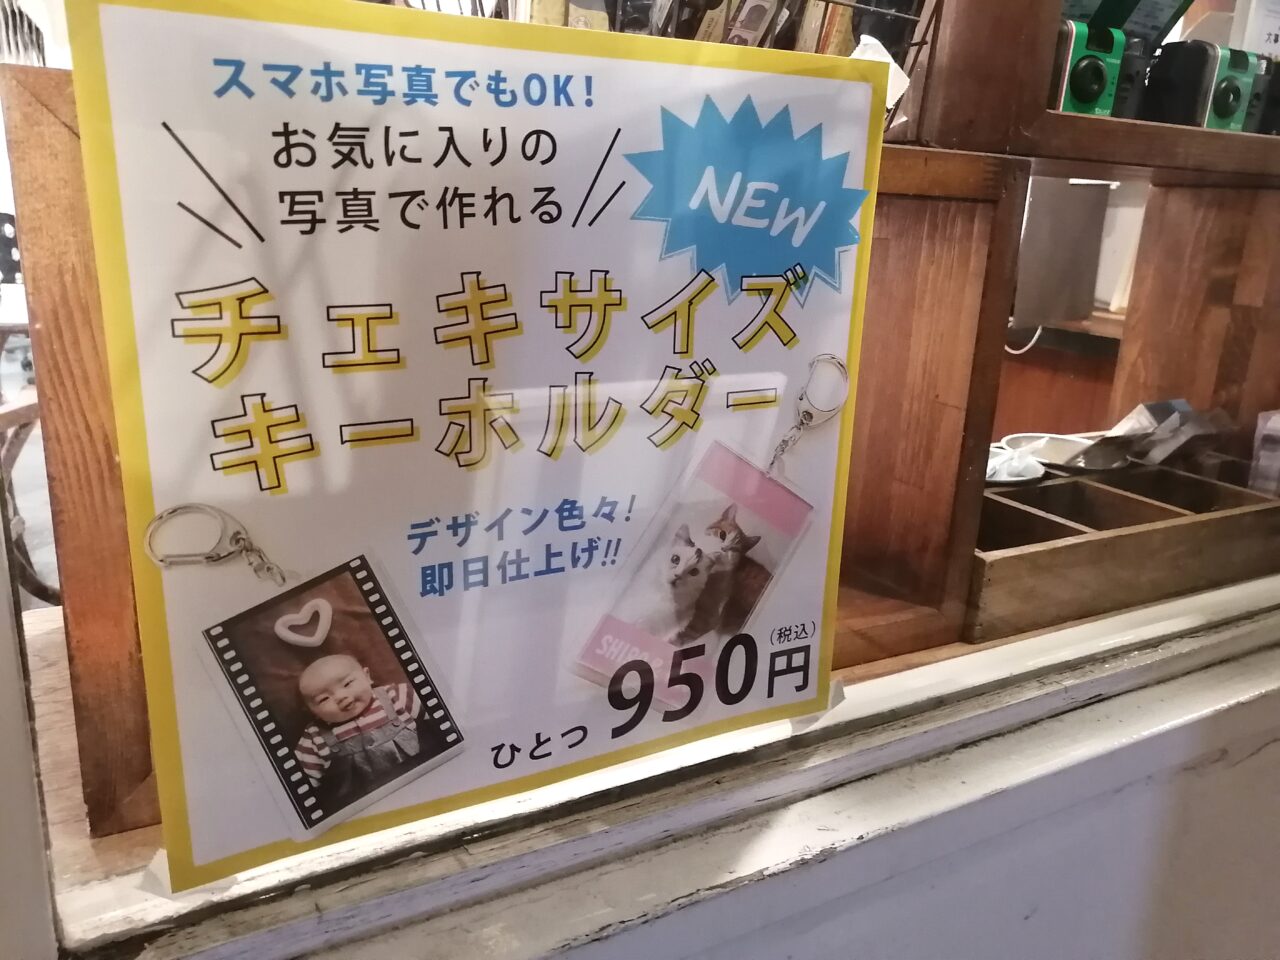 スマホ写真でもOK!
お気に入りの
写真で作れる
NEW
チェキサイズ
キーホルダー
デザイン色々!
即日仕上げ!!
ひとつ950円
(税込)